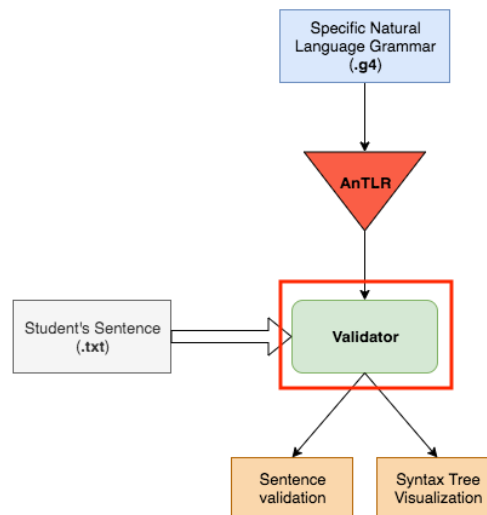 Specific Natural
Language Grammar
(.g4)
AnTLR
Student's Sentence
(.txt)
Validator
Sentence
validation
Syntax Tree
Visualization